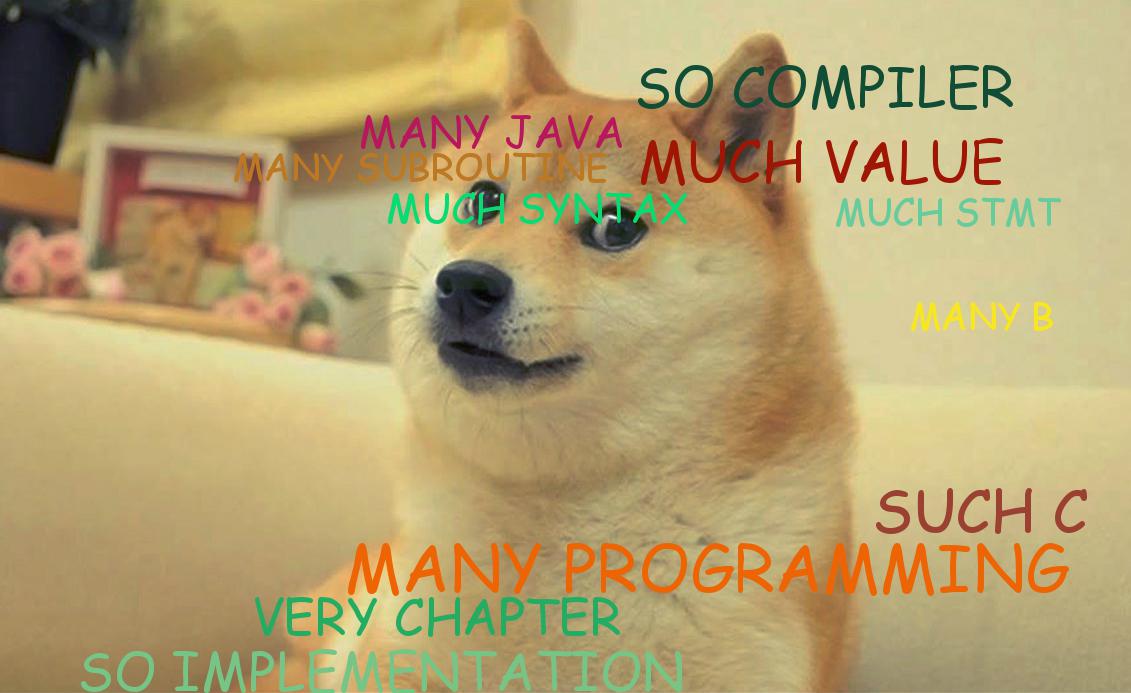 SO COMPILER
MANY JAVA
MUCH VALUE
MANY SUBROUTINE
MUCH SYNTAX
MUCH STMT
MANY B
SUCH C
MANY PROGRAMMING
VERY CHAPTER
SO IMPLEMENTATION